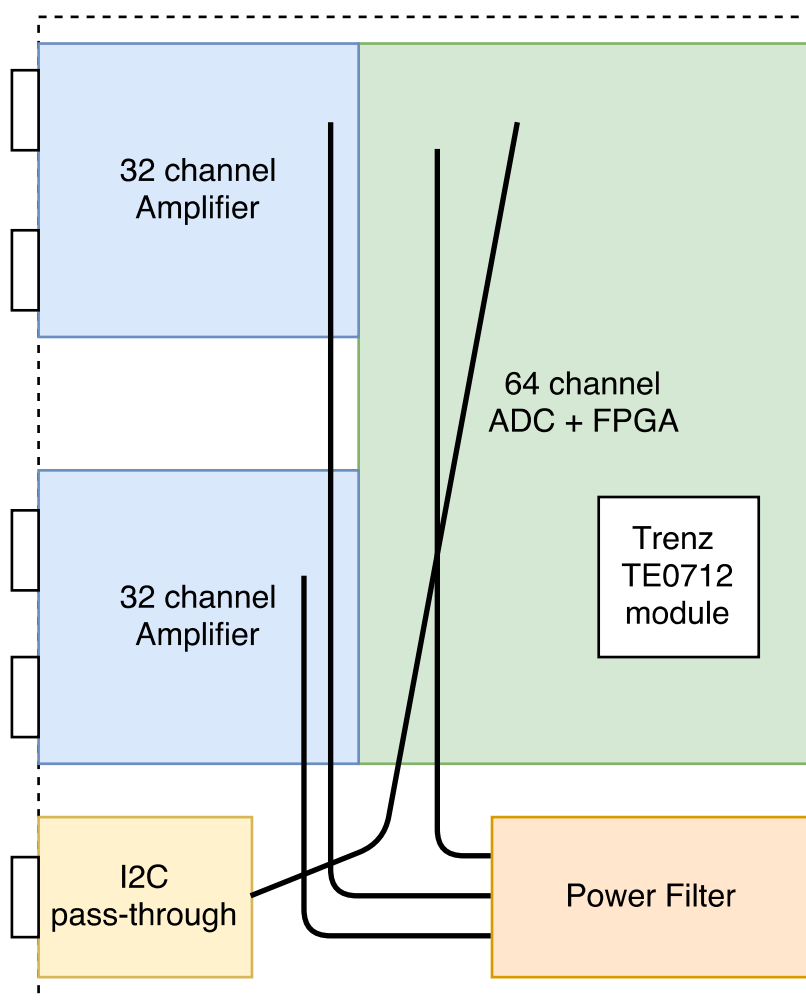 32 channel
Amplifier
64 channel
ADC + FPGA
Trenz
TE0712
module
32 channel
Amplifier
I2C
pass-through
Power Filter